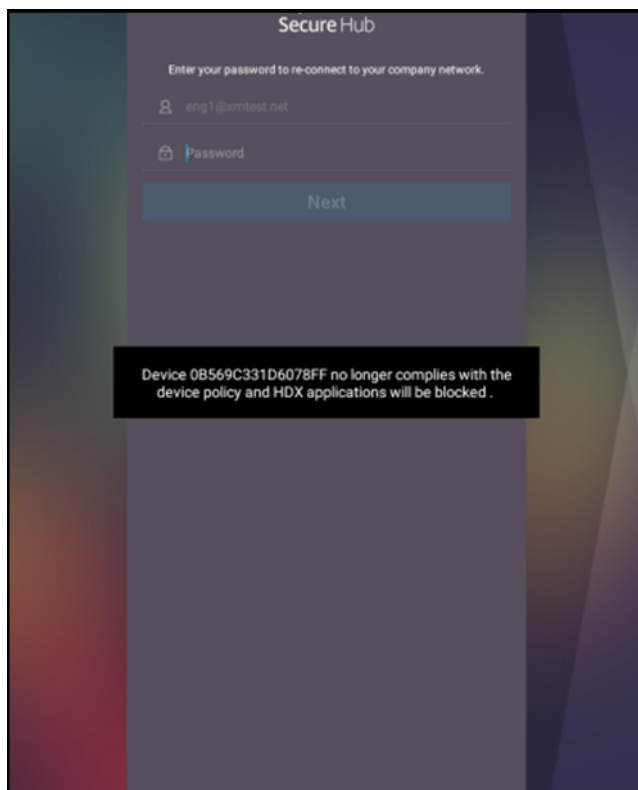 Secure Hub
Enter your password to re-connect to your company network.
eng1@xmtest.net
Password
Next
Device 0B569C331D6078FF no longer complies with the
device policy and HDX applications will be blocked .